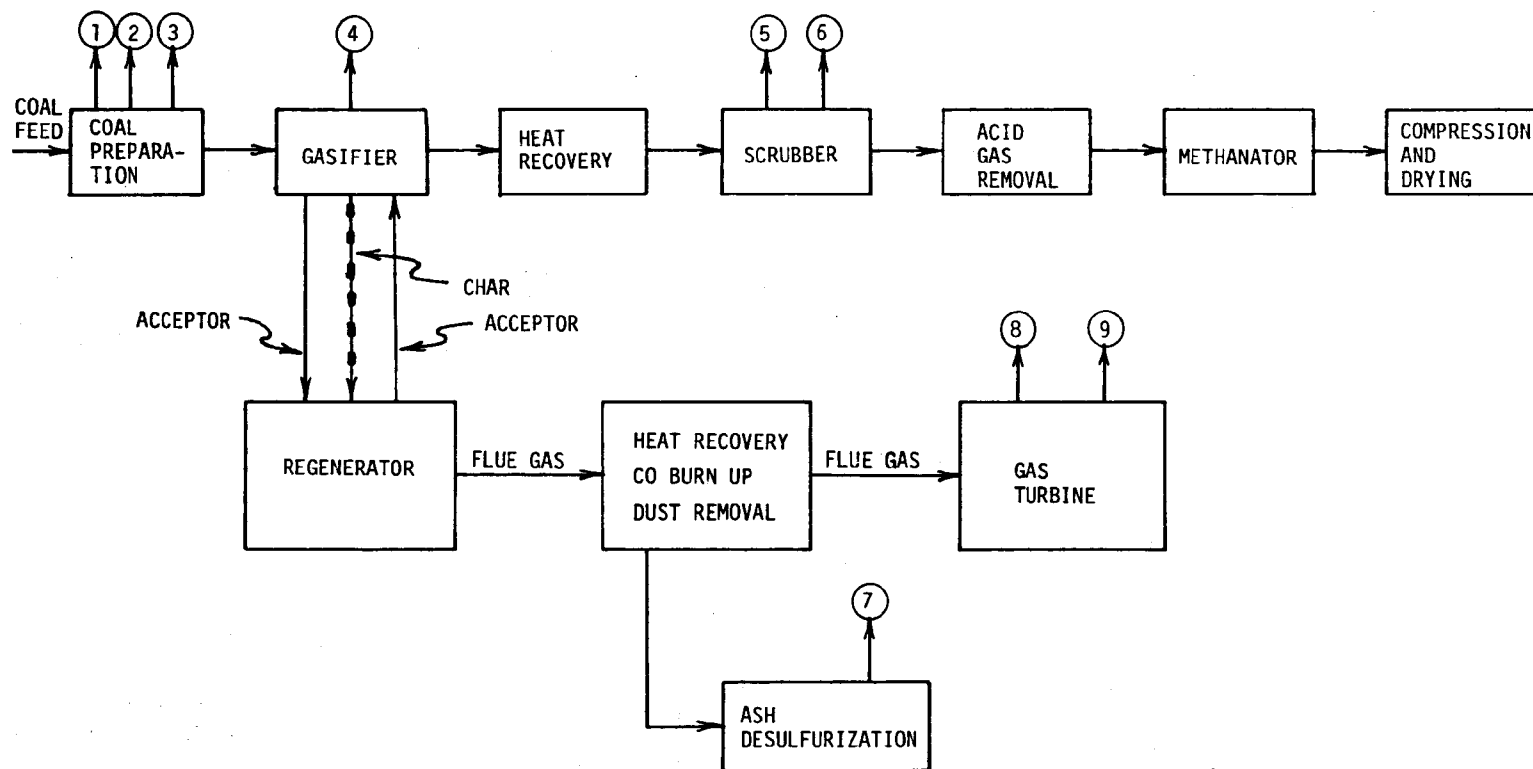 1
2
3
4
5
6
COAL
FEED
COAL
PREPARA-
TION
GASIFIER
HEAT
RECOVERY
SCRUBBER
ACID
GAS
REMOVAL
METHANATOR
COMPRESSION
AND
DRYING
CHAR
ACCEPTOR
ACCEPTOR
8
9
REGENERATOR
FLUE GAS
HEAT RECOVERY
CO BURN UP
DUST REMOVAL
FLUE GAS
GAS
TURBINE
7
ASH
DESULFURIZATION